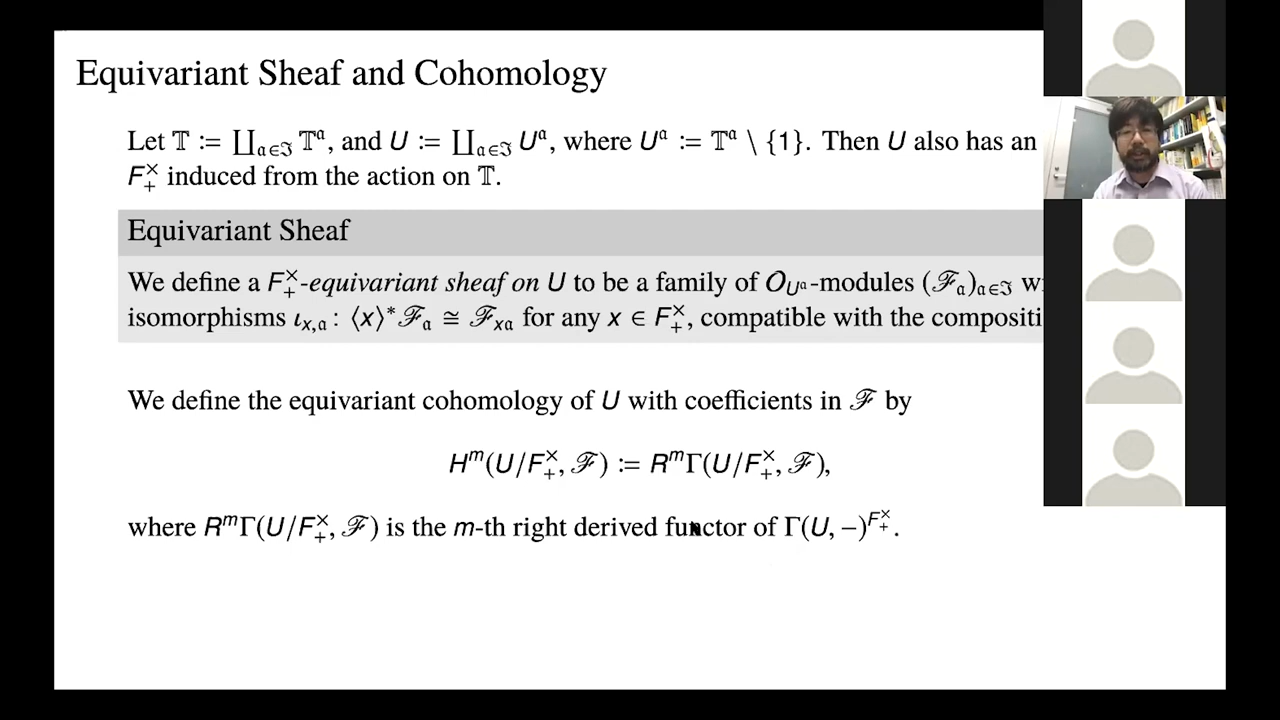 Equivariant Sheaf and Cohomology
Let 𝕋 := ∐_{𝔞∈ℑ} 𝕋^𝔞, and U := ∐_{𝔞∈ℑ} U^𝔞, where U^𝔞 := 𝕋^𝔞 \ {1}. Then U also has an
F_+^× induced from the action on 𝕋.
Equivariant Sheaf
We define a F_+^×-equivariant sheaf on U to be a family of O_{U^𝔞}-modules (ℱ_𝔞)_{𝔞∈ℑ}
isomorphisms ι_{x,𝔞} : ⟨x⟩*ℱ_𝔞 ≅ ℱ_{x𝔞} for any x ∈ F_+^×, compatible with the
We define the equivariant cohomology of U with coefficients in ℱ by
H^m(U/F_+^×, ℱ) := R^mΓ(U/F_+^×, ℱ),
where R^mΓ(U/F_+^×, ℱ) is the m-th right derived functor of Γ(U, −)^{F_+^×}.